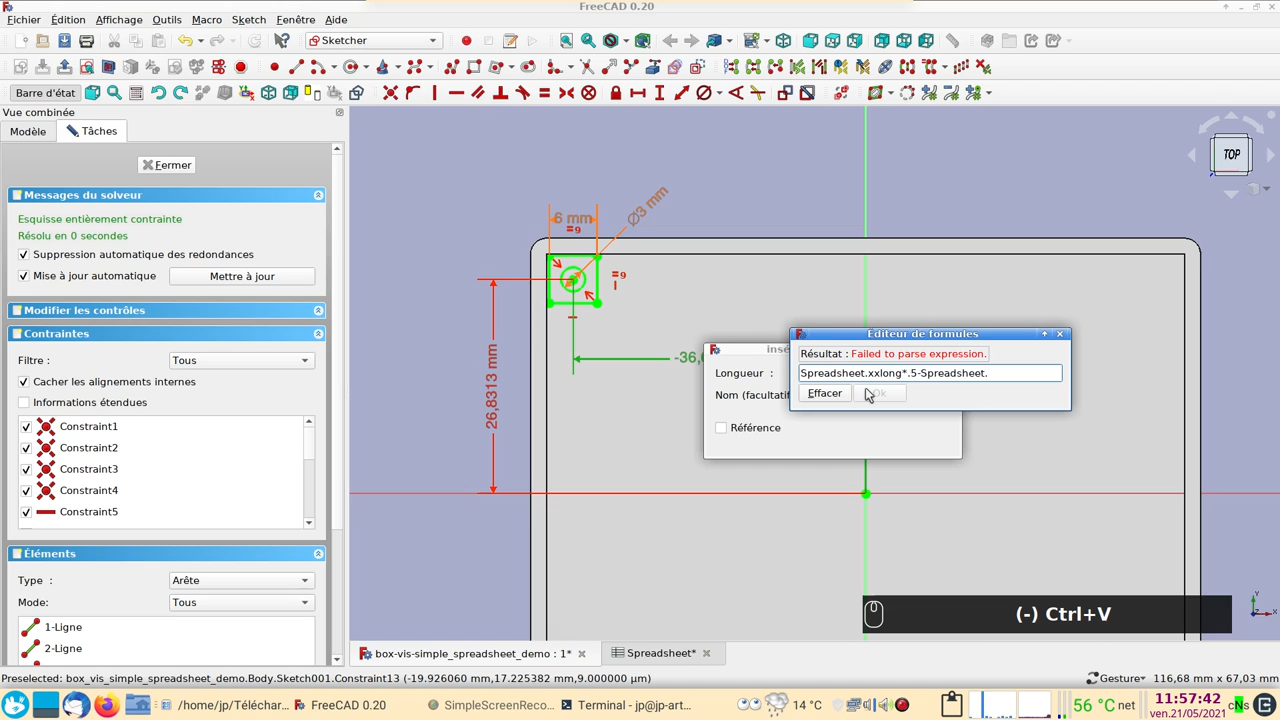 FreeCAD 0.20
Fichier Édition Affichage Outils Macro Sketch Fenêtre Aide
Sketcher
Barre d'état
Vue combinée
Modèle Tâches
Fermer
Messages du solveur
Esquisse entièrement contrainte
Résolu en 0 secondes
Suppression automatique des redondances
Mise à jour automatique Mettre à jour
Modifier les contrôles
Contraintes
Filtre : Tous
Cacher les alignements internes
Informations étendues
Constraint1
Constraint2
Constraint3
Constraint4
Constraint5
Éléments
Type : Arête
Mode: Tous
1-Ligne
2-Ligne
TOP
6 mm
Ø3 mm
9
9
26,8313 mm
-36,
Éditeur de formules
Résultat : Failed to parse expression.
Spreadsheet.xxlong*.5-Spreadsheet.
Effacer Ok
insé
Longueur :
Nom (facultatif
Référence
(-) Ctrl+V
Y
X
box-vis-simple_spreadsheet_demo : 1* Spreadsheet*
Preselected: box_vis_simple_spreadsheet_demo.Body.Sketch001.Constraint13 (-19.926060 mm,17.225382 mm,9.000000 µm) Gesture 116,68 mm x 67,03 mm
/home/jp/Téléchar... FreeCAD 0.20 SimpleScreenReco... Terminal - jp@jp-art... 14 °C 56 °C net 11:57:42
ven.21/05/2021